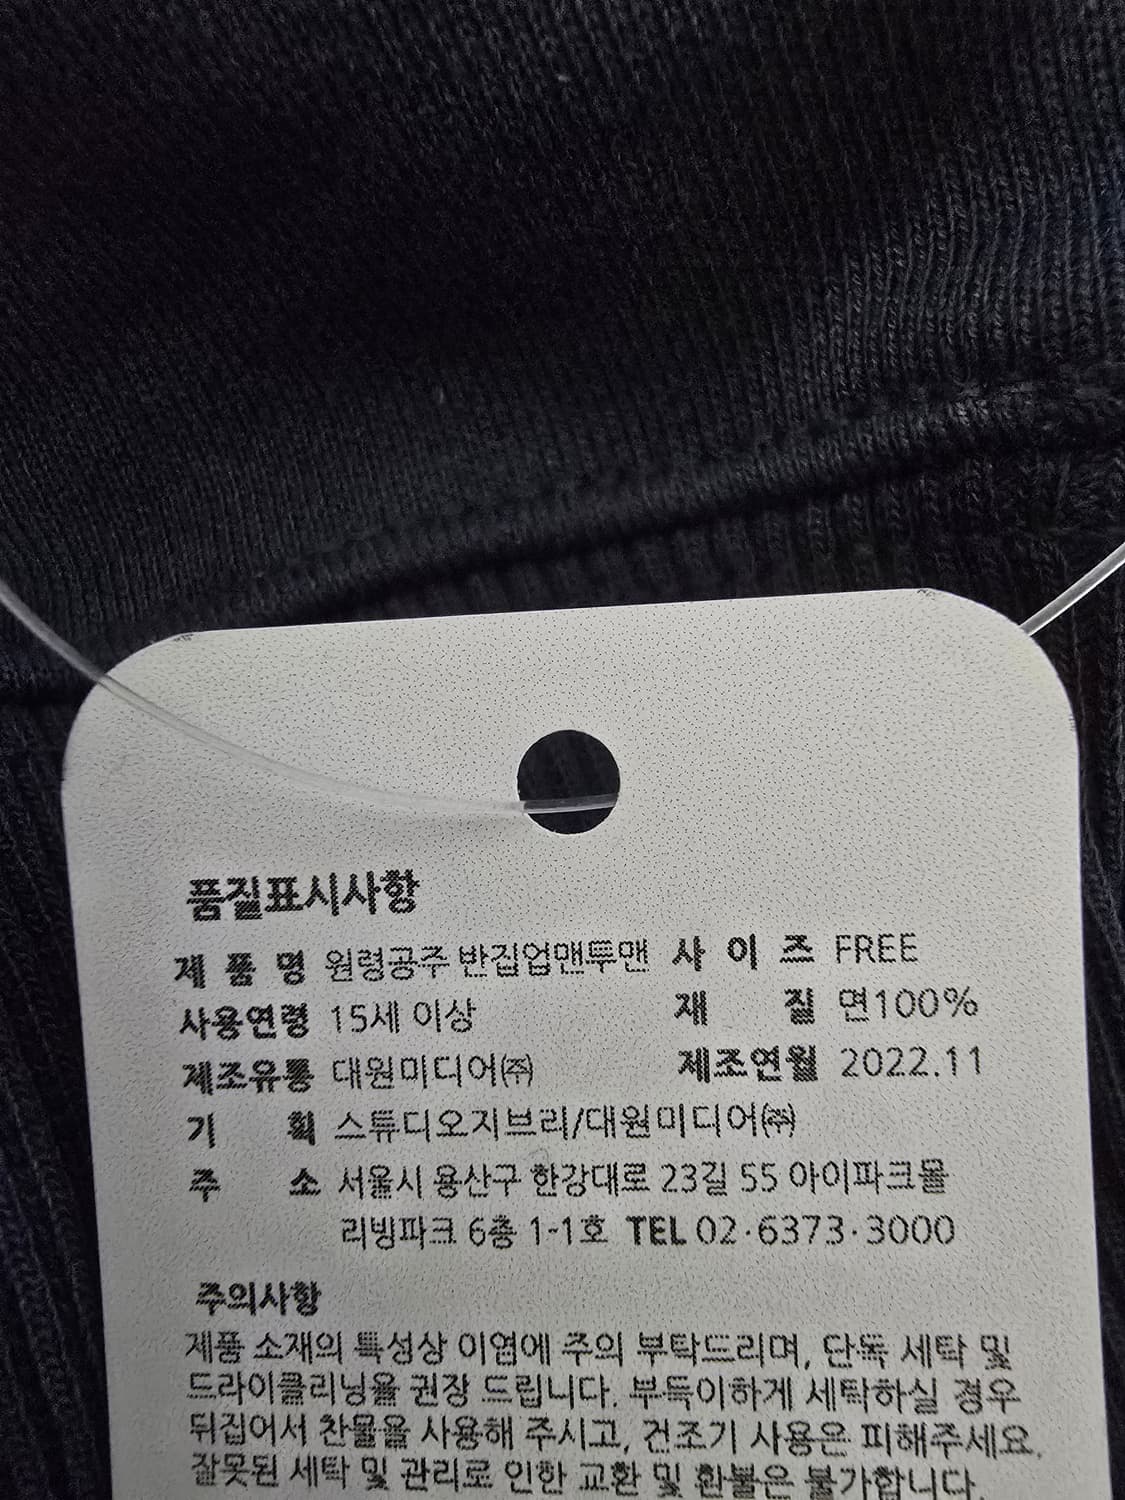 품질표시사항
제 품 명 원령공주 반집업맨투맨 사 이 즈 FREE
사용연령 15세 이상 재 질 면100%
제조유통 대원미디어㈜ 제조연월 2022.11
기 획 스튜디오지브리/대원미디어㈜
주 소 서울시 용산구 한강대로 23길 55 아이파크몰
리빙파크 6층 1-1호 TEL 02·6373·3000
주의사항
제품 소재의 특성상 이염에 주의 부탁드리며, 단독 세탁 및
드라이클리닝을 권장 드립니다. 부득이하게 세탁하실 경우
뒤집어서 찬물을 사용해 주시고, 건조기 사용은 피해주세요.
잘못된 세탁 및 관리로 인한 교환 및 환불은 불가합니다.